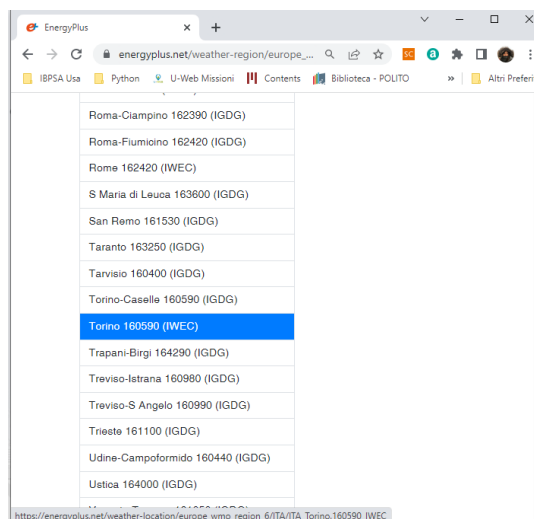 EnergyPlus
energyplus.net/weather-region/europe_...
IBPSA Usa
Python
U-Web Missioni
Contents
Biblioteca - POLITO
»
Altri Preferi
Roma-Ciampino 162390 (IGDG)
Roma-Fiumicino 162420 (IGDG)
Rome 162420 (IWEC)
S Maria di Leuca 163600 (IGDG)
San Remo 161530 (IGDG)
Taranto 163250 (IGDG)
Tarvisio 160400 (IGDG)
Torino-Caselle 160590 (IGDG)
Torino 160590 (IWEC)
Trapani-Birgi 164290 (IGDG)
Treviso-Istrana 160980 (IGDG)
Treviso-S Angelo 160990 (IGDG)
Trieste 161100 (IGDG)
Udine-Campoformido 160440 (IGDG)
Ustica 164000 (IGDG)
https://energyplus.net/weather-location/europe_wmo_region_6/ITA/ITA_Torino.160590_IWEC